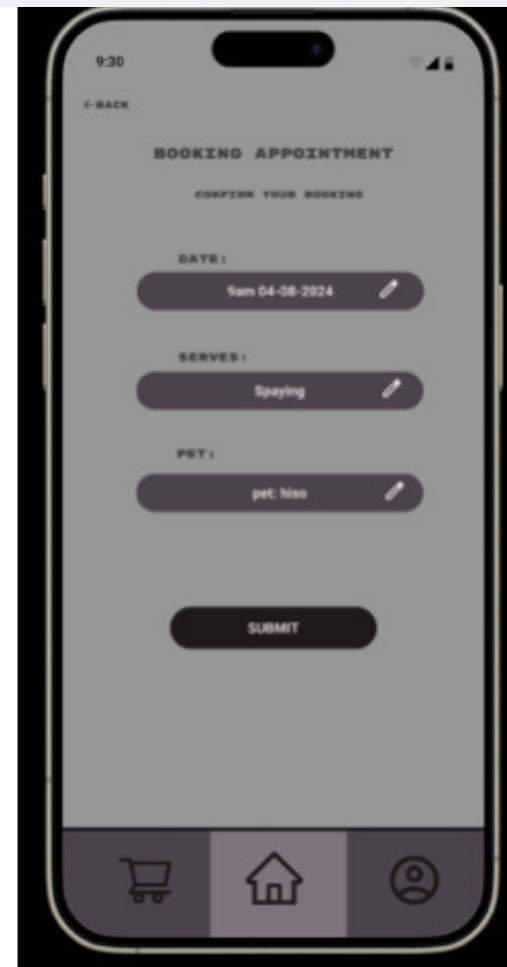 9:30
← BACK
BOOKING APPOINTMENT
CONFIRM YOUR BOOKING
DATE:
9am 04-08-2024
SERVES:
Spaying
PET:
pet: hiso
SUBMIT